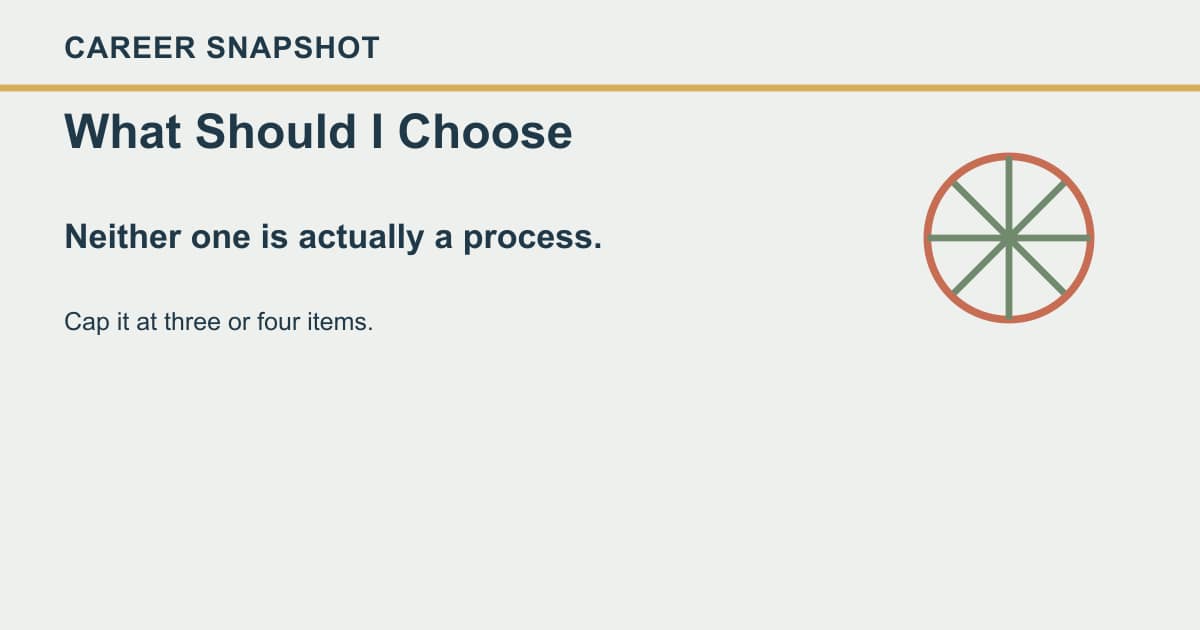 CAREER SNAPSHOT
What Should I Choose
Neither one is actually a process.
Cap it at three or four items.